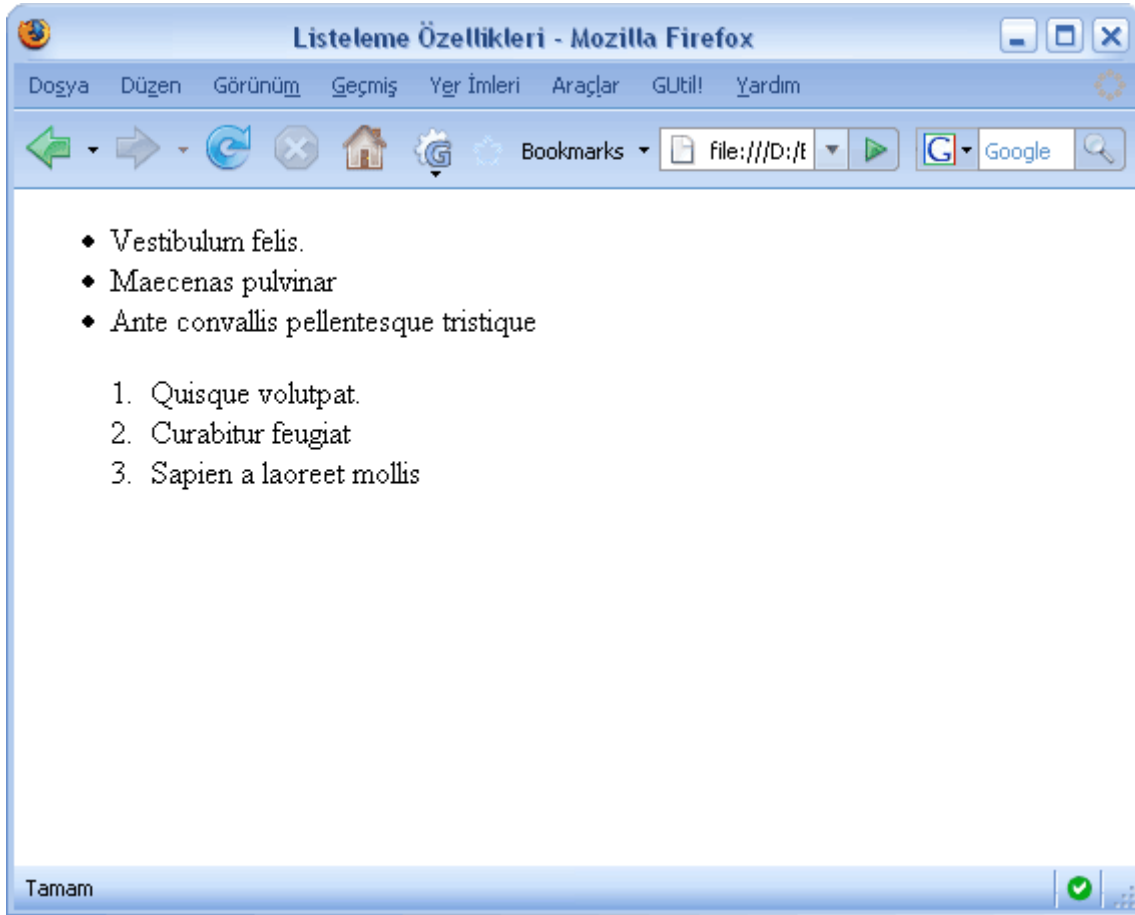 Listeleme Özellikleri - Mozilla Firefox
Dosya Düzen Görünüm Geçmiş Yer İmleri Araçlar GUtil! Yardım
Bookmarks file:///D:/E G Google
• Vestibulum felis.
• Maecenas pulvinar
• Ante convallis pellentesque tristique
1. Quisque volutpat.
2. Curabitur feugiat
3. Sapien a laoreet mollis
Tamam